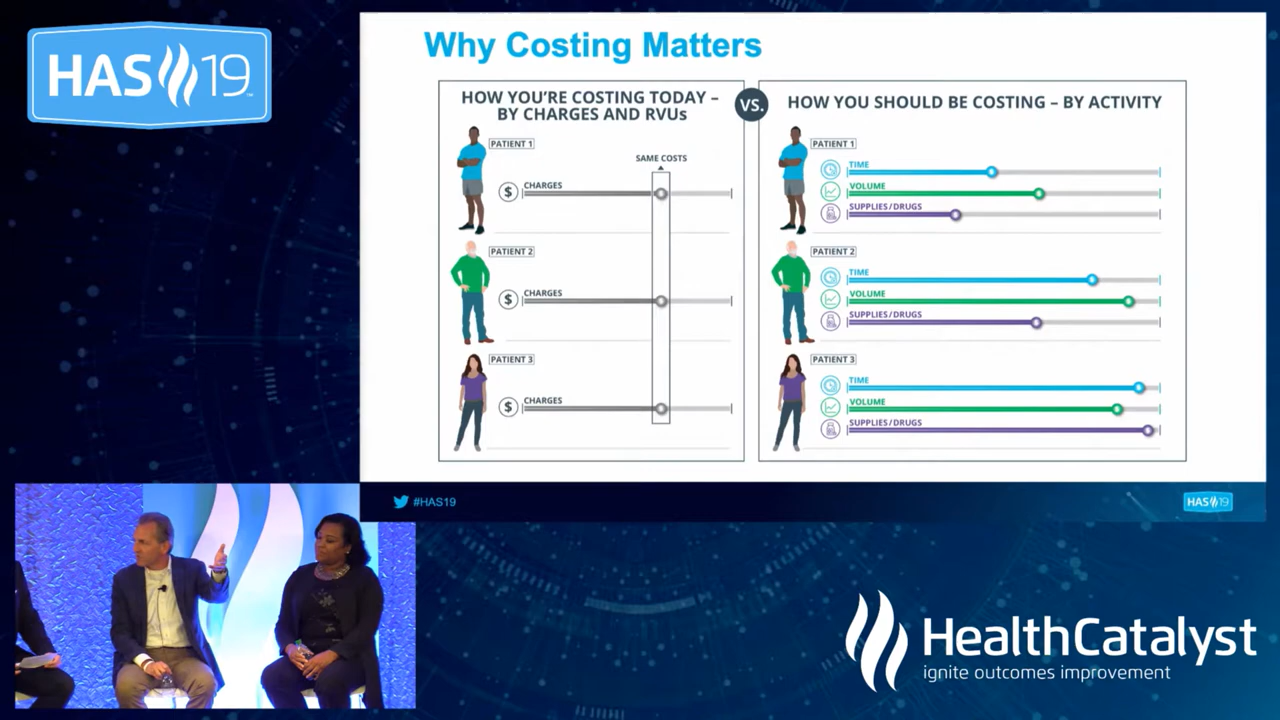 HAS 19
Why Costing Matters
HOW YOU'RE COSTING TODAY –
BY CHARGES AND RVUs
PATIENT 1
SAME COSTS
$
CHARGES
PATIENT 2
$
CHARGES
PATIENT 3
$
CHARGES
VS.
HOW YOU SHOULD BE COSTING – BY ACTIVITY
PATIENT 1
TIME
VOLUME
SUPPLIES/DRUGS
PATIENT 2
TIME
VOLUME
SUPPLIES/DRUGS
PATIENT 3
TIME
VOLUME
SUPPLIES/DRUGS
#HAS19
HAS 19
HealthCatalyst
ignite outcomes improvement